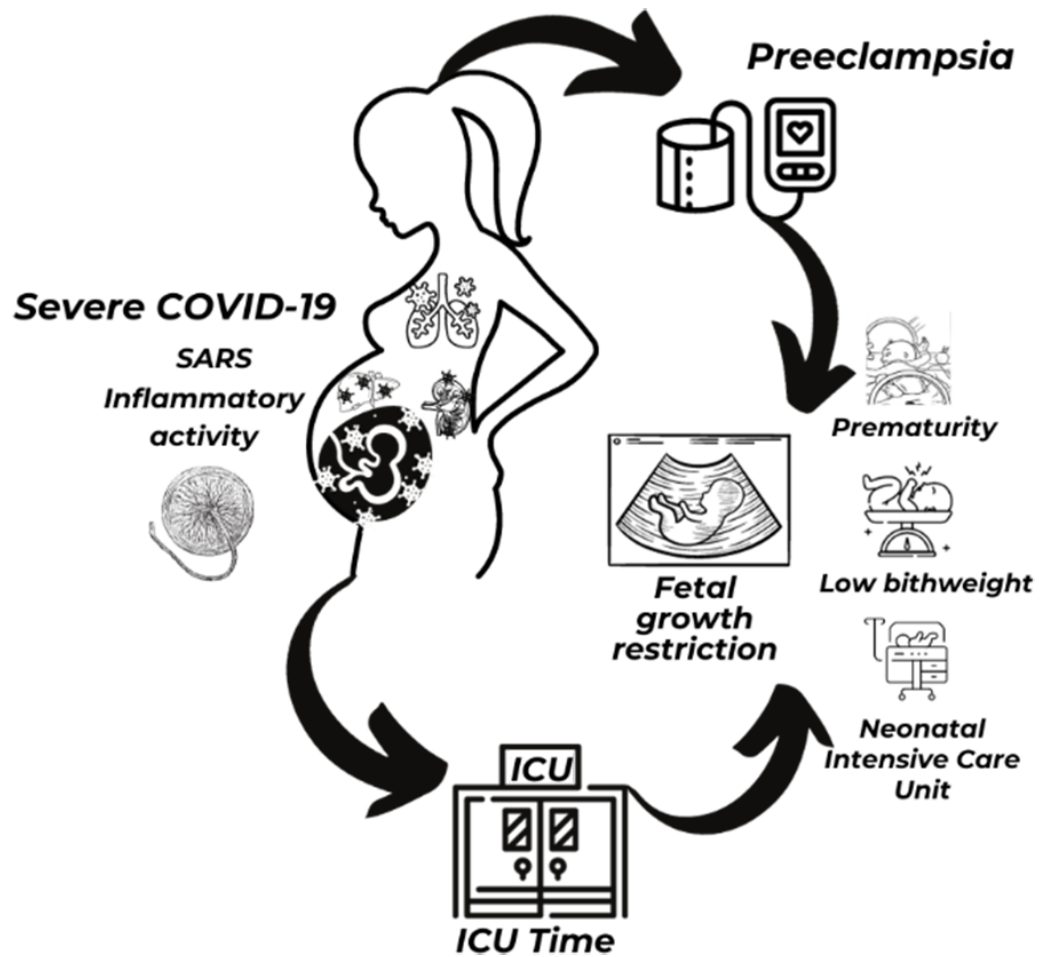 Preeclampsia
Severe COVID-19
SARS
Inflammatory
activity
Prematurity
Low bithweight
Fetal
growth
restriction
Neonatal
Intensive Care
Unit
ICU
ICU Time